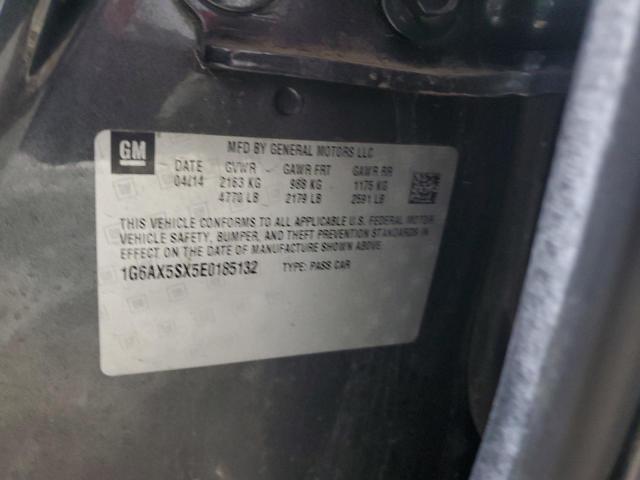 GM
MFD BY GENERAL MOTORS LLC
DATE GVWR GAWR FRT GAWR RR
04/14 2163 KG 988 KG 1175 KG
4770 LB 2179 LB 2591 LB
THIS VEHICLE CONFORMS TO ALL APPLICABLE U.S. FEDERAL MOTOR
VEHICLE SAFETY, BUMPER, AND THEFT PREVENTION STANDARDS IN
EFFECT ON THE DATE OF MANUFACTURE SHOWN ABOVE.
1G6AX5SX5E0185132 TYPE: PASS CAR